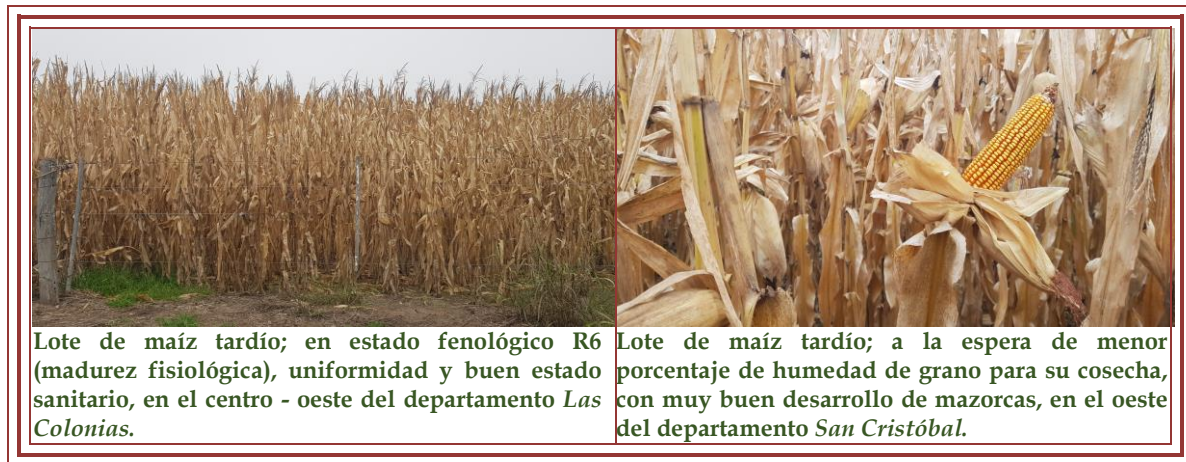 Lote de maíz tardío; en estado fenológico R6
(madurez fisiológica), uniformidad y buen estado
sanitario, en el centro - oeste del departamento Las
Colonias.
Lote de maíz tardío; a la espera de menor
porcentaje de humedad de grano para su cosecha,
con muy buen desarrollo de mazorcas, en el oeste
del departamento San Cristóbal.